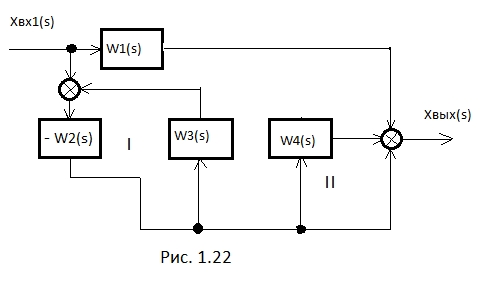 Xвх1(s)
W1(s)
Xвых(s)
- W2(s)
I
W3(s)
W4(s)
II
Рис. 1.22